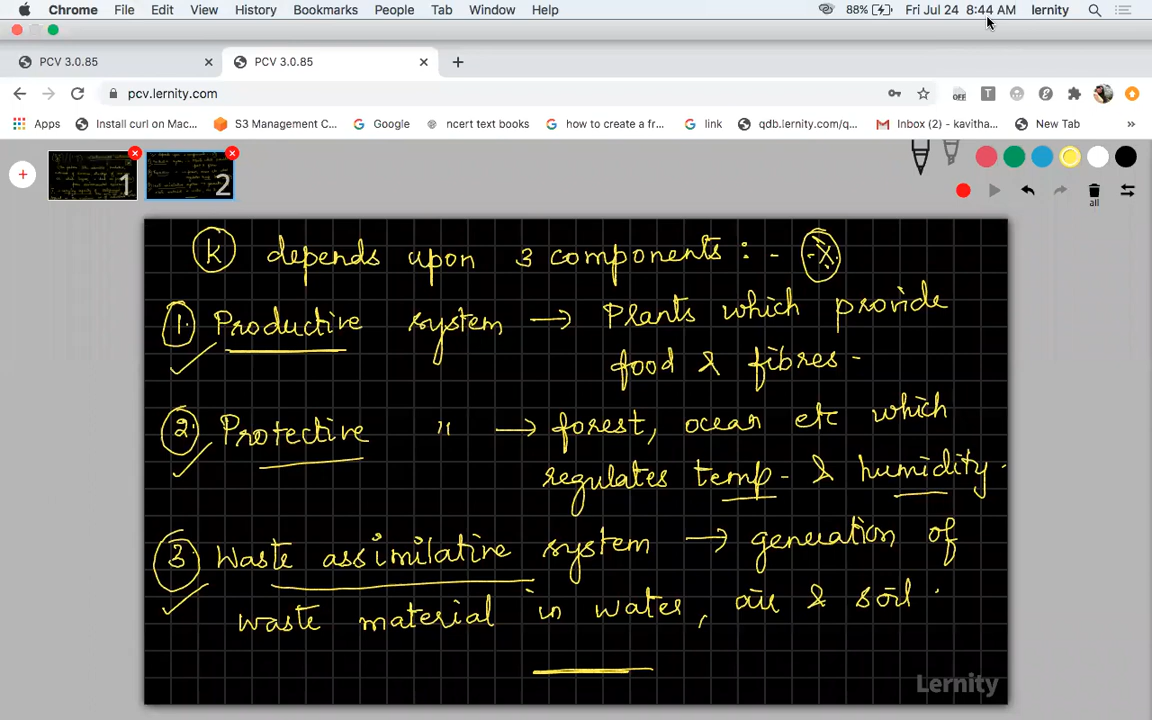 Chrome File Edit View History Bookmarks People Tab Window Help 88% Fri Jul 24 8:44 AM lernity
PCV 3.0.85 PCV 3.0.85
pcv.lernity.com
Apps Install curl on Mac... S3 Management C... Google ncert text books how to create a fr... link qdb.lernity.com/q... Inbox (2) - kavitha... New Tab »
1 2
all
K depends upon 3 components :-
1. Productive system → Plants which provide
food & fibres-
2. Protective " → forest, ocean etc which
regulates temp- & humidity.
3 Waste assimilative system → generation of
waste material in water, air & soil.
Lernity